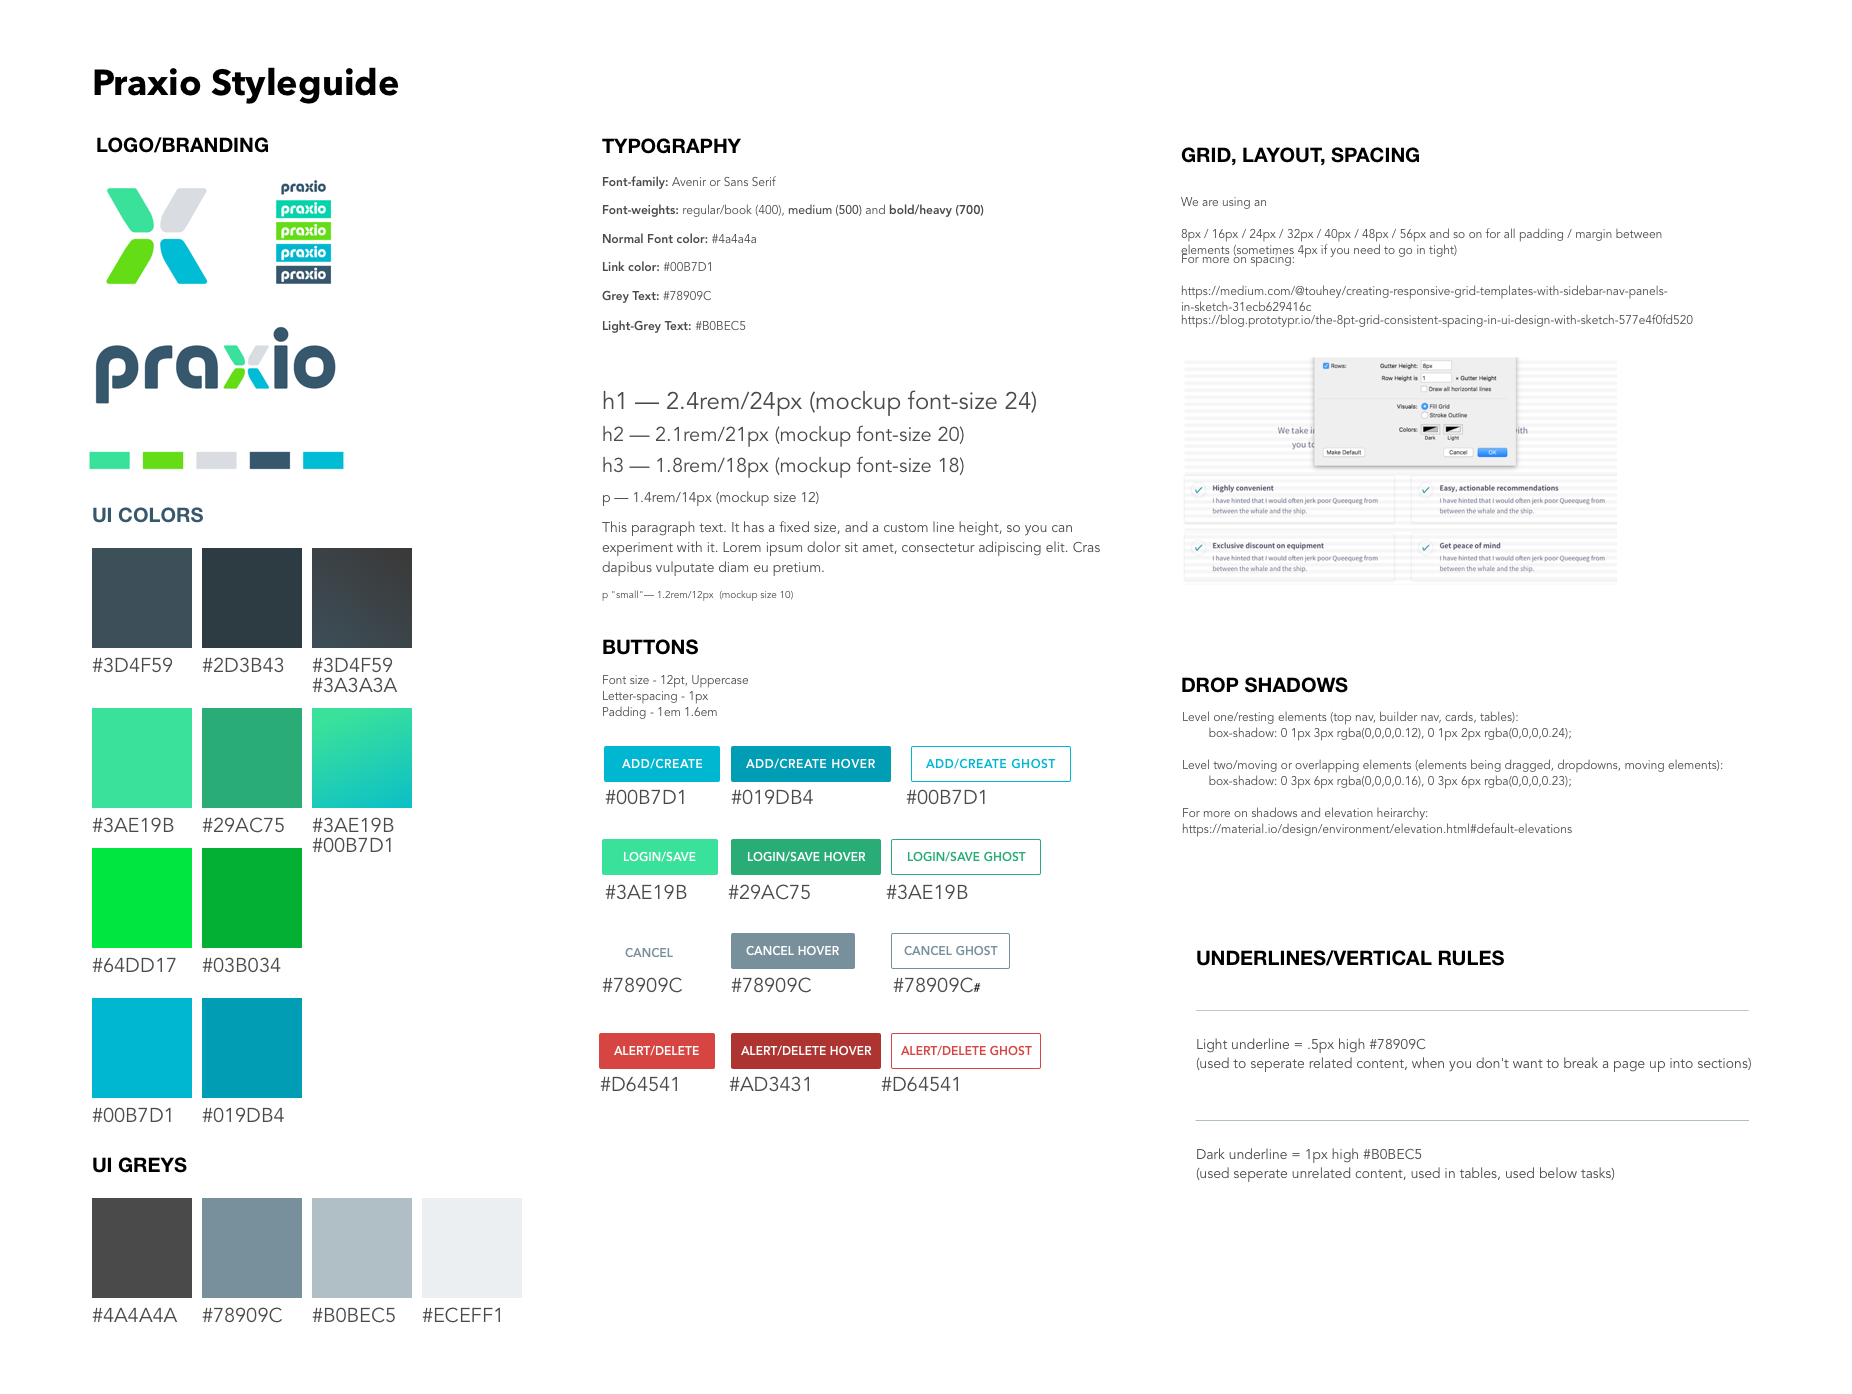 Praxio Styleguide
LOGO/BRANDING
praxio
praxio
praxio
praxio
praxio
praxio
UI COLORS
#3D4F59
#2D3B43
#3D4F59
#3A3A3A
#3AE19B
#29AC75
#3AE19B
#00B7D1
#64DD17
#03B034
#00B7D1
#019DB4
UI GREYS
#4A4A4A
#78909C
#B0BEC5
#ECEFF1
TYPOGRAPHY
Font-family: Avenir or Sans Serif
Font-weights: regular/book (400), medium (500) and bold/heavy (700)
Normal Font color: #4a4a4a
Link color: #00B7D1
Grey Text: #78909C
Light-Grey Text: #B0BEC5
h1 — 2.4rem/24px (mockup font-size 24)
h2 — 2.1rem/21px (mockup font-size 20)
h3 — 1.8rem/18px (mockup font-size 18)
p — 1.4rem/14px (mockup size 12)
This paragraph text. It has a fixed size, and a custom line height, so you can
experiment with it. Lorem ipsum dolor sit amet, consectetur adipiscing elit. Cras
dapibus vulputate diam eu pretium.
p "small"— 1.2rem/12px (mockup size 10)
BUTTONS
Font size - 12pt, Uppercase
Letter-spacing - 1px
Padding - 1em 1.6em
ADD/CREATE
ADD/CREATE HOVER
ADD/CREATE GHOST
#00B7D1
#019DB4
#00B7D1
LOGIN/SAVE
LOGIN/SAVE HOVER
LOGIN/SAVE GHOST
#3AE19B
#29AC75
#3AE19B
CANCEL
CANCEL HOVER
CANCEL GHOST
#78909C
#78909C
#78909C#
ALERT/DELETE
ALERT/DELETE HOVER
ALERT/DELETE GHOST
#D64541
#AD3431
#D64541
GRID, LAYOUT, SPACING
We are using an
8px / 16px / 24px / 32px / 40px / 48px / 56px and so on for all padding / margin between
elements (sometimes 4px if you need to go in tight)
For more on spacing:
https://medium.com/@touhey/creating-responsive-grid-templates-with-sidebar-nav-panels-
in-sketch-31ecb629416c
https://blog.prototypr.io/the-8pt-grid-consistent-spacing-in-ui-design-with-sketch-577e4f0fd520
Rows:
Gutter Height: 8px
Row Height is 1 × Gutter Height
Draw all horizontal lines
Visuals: Fill Grid
Stroke Outline
Colors:
Dark Light
Make Default
Cancel
OK
We take
you to
Highly convenient
I have hinted that I would often jerk poor Queequeg from
between the whale and the ship.
Easy, actionable recommendations
I have hinted that I would often jerk poor Queequeg from
between the whale and the ship.
Exclusive discount on equipment
I have hinted that I would often jerk poor Queequeg from
between the whale and the ship.
Get peace of mind
I have hinted that I would often jerk poor Queequeg from
between the whale and the ship.
DROP SHADOWS
Level one/resting elements (top nav, builder nav, cards, tables):
box-shadow: 0 1px 3px rgba(0,0,0,0.12), 0 1px 2px rgba(0,0,0,0.24);
Level two/moving or overlapping elements (elements being dragged, dropdowns, moving elements):
box-shadow: 0 3px 6px rgba(0,0,0,0.16), 0 3px 6px rgba(0,0,0,0.23);
For more on shadows and elevation heirarchy:
https://material.io/design/environment/elevation.html#default-elevations
UNDERLINES/VERTICAL RULES
Light underline = .5px high #78909C
(used to seperate related content, when you don't want to break a page up into sections)
Dark underline = 1px high #B0BEC5
(used seperate unrelated content, used in tables, used below tasks)